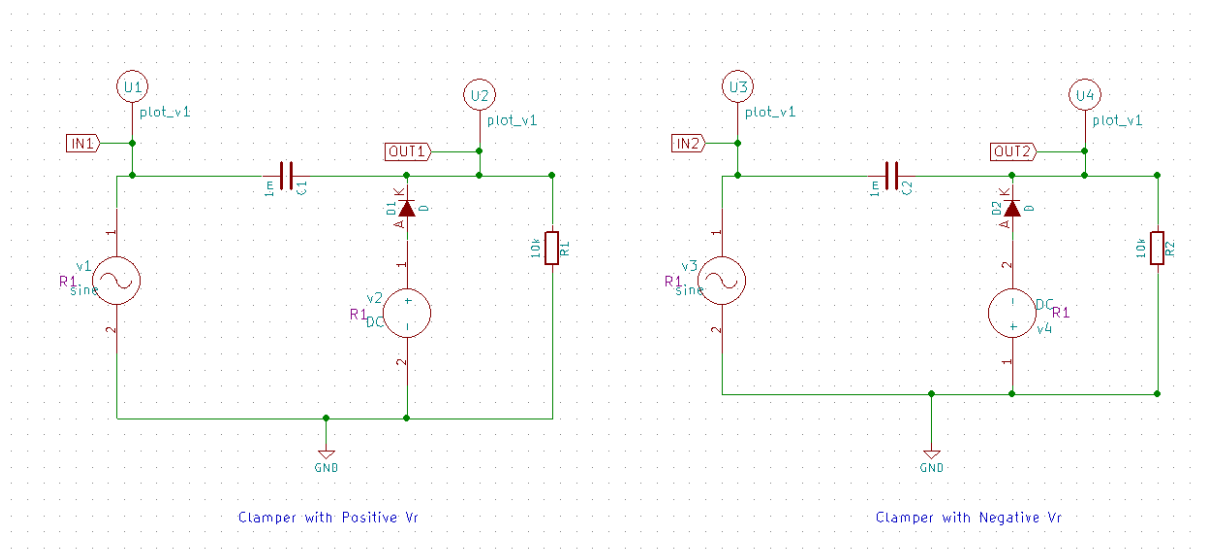 U1
plot_v1
IN1
U2
plot_v1
OUT1
1m
C1
K
D1
D
A
1
v1
R1
sine
2
1
v2
+
R1
DC
-
2
10k
R1
GND
Clamper with Positive Vr
U3
plot_v1
IN2
U4
plot_v1
OUT2
1m
C2
K
D2
D
A
1
v3
R1
sine
2
2
-
DC
R1
+
v4
1
10k
R2
GND
Clamper with Negative Vr